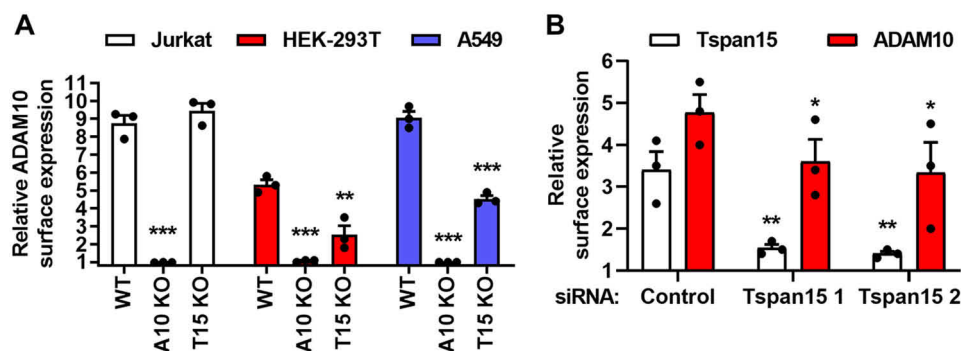 A
Jurkat HEK-293T A549
Relative ADAM10
surface expression
11
10
9
8
7
6
5
4
3
2
1
*** *** ** *** ***
WT A10 KO T15 KO WT A10 KO T15 KO WT A10 KO T15 KO
B
Tspan15 ADAM10
Relative
surface expression
6
5
4
3
2
1
** * ** *
siRNA: Control Tspan15 1 Tspan15 2